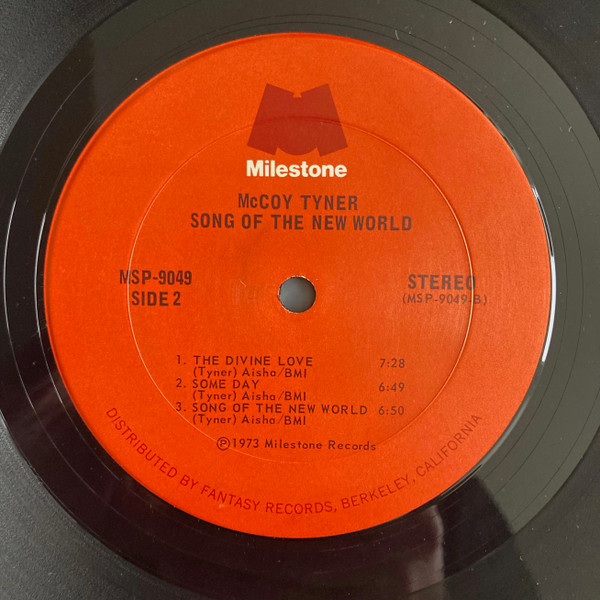 Milestone
McCOY TYNER
SONG OF THE NEW WORLD
MSP-9049
SIDE 2
STEREO
(MSP-9049-B)
1. THE DIVINE LOVE 7:28
(Tyner) Aisha/BMI
2. SOME DAY 6:49
(Tyner) Aisha/BMI
3. SONG OF THE NEW WORLD 6:50
(Tyner) Aisha/BMI
Ⓟ1973 Milestone Records
DISTRIBUTED BY FANTASY RECORDS, BERKELEY, CALIFORNIA